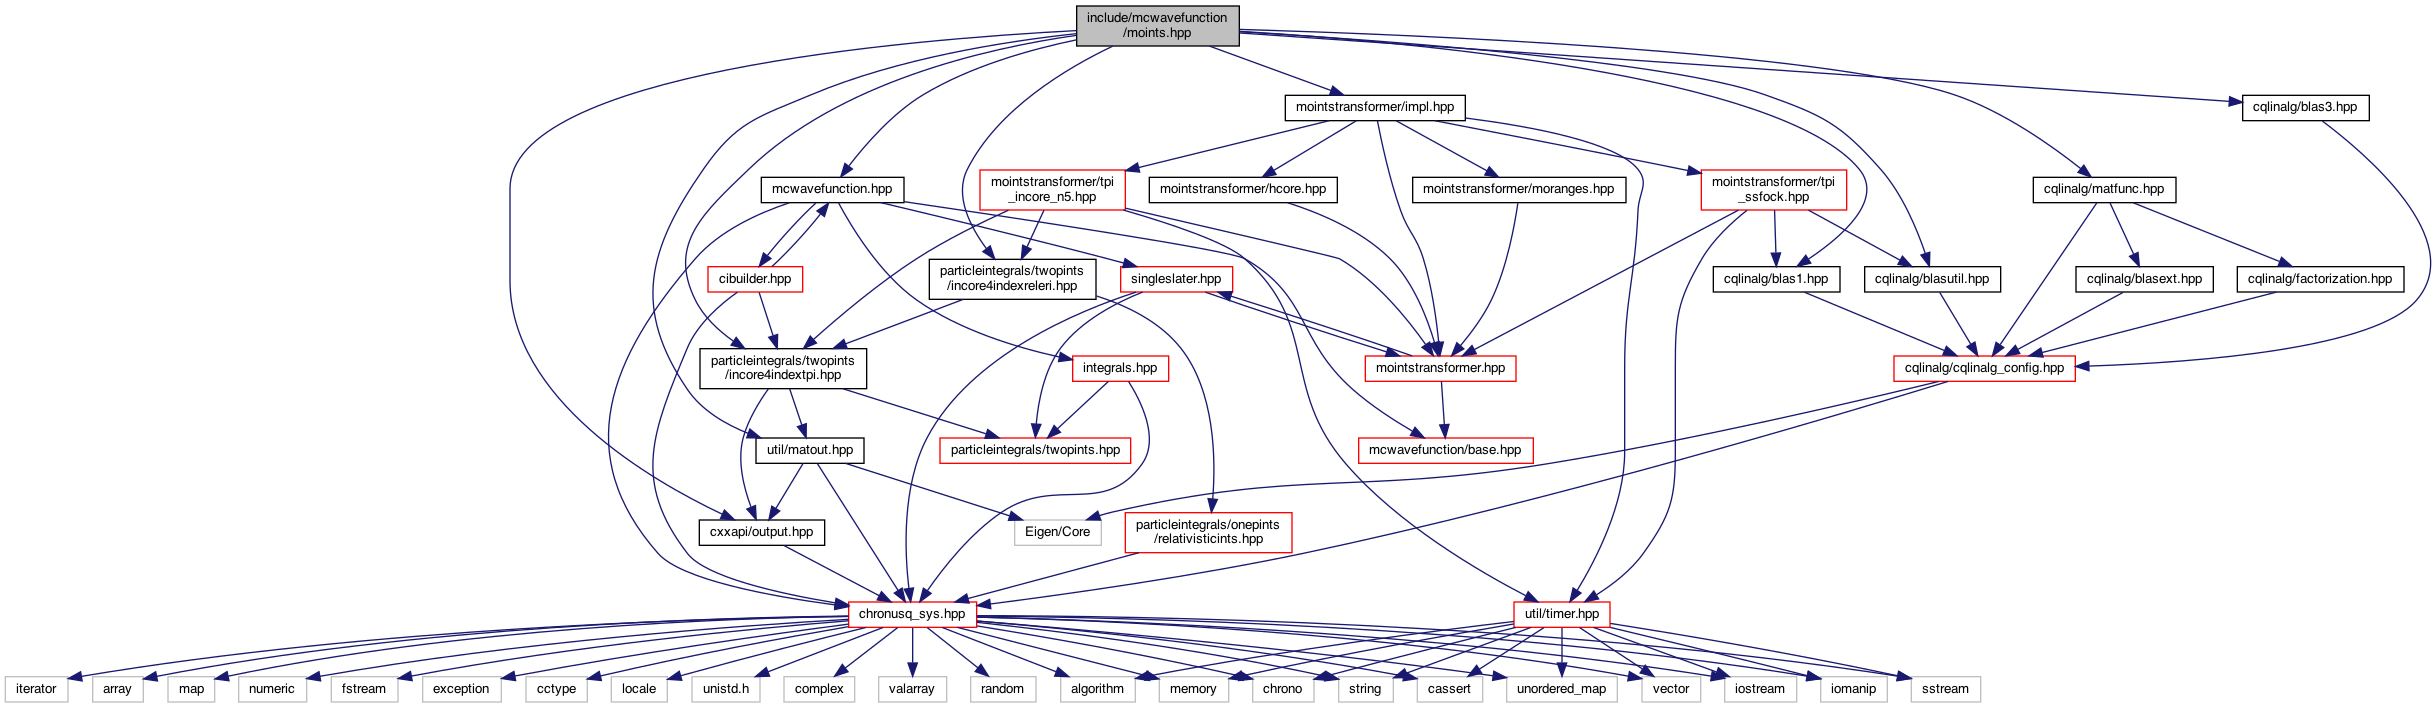 include/mcwavefunction
/moints.hpp
mointstransformer/impl.hpp
cqlinalg/blas3.hpp
mcwavefunction.hpp
mointstransformer/tpi
_incore_n5.hpp
mointstransformer/hcore.hpp
mointstransformer/moranges.hpp
mointstransformer/tpi
_ssfock.hpp
cqlinalg/matfunc.hpp
cibuilder.hpp
particleintegrals/twopints
/incore4indexreleri.hpp
singleslater.hpp
cqlinalg/blas1.hpp
cqlinalg/blasutil.hpp
cqlinalg/blasext.hpp
cqlinalg/factorization.hpp
particleintegrals/twopints
/incore4indextpi.hpp
integrals.hpp
mointstransformer.hpp
cqlinalg/cqlinalg_config.hpp
util/matout.hpp
particleintegrals/twopints.hpp
mcwavefunction/base.hpp
cxxapi/output.hpp
Eigen/Core
particleintegrals/onepints
/relativisticints.hpp
chronusq_sys.hpp
util/timer.hpp
iterator
array
map
numeric
fstream
exception
cctype
locale
unistd.h
complex
valarray
random
algorithm
memory
chrono
string
cassert
unordered_map
vector
iostream
iomanip
sstream